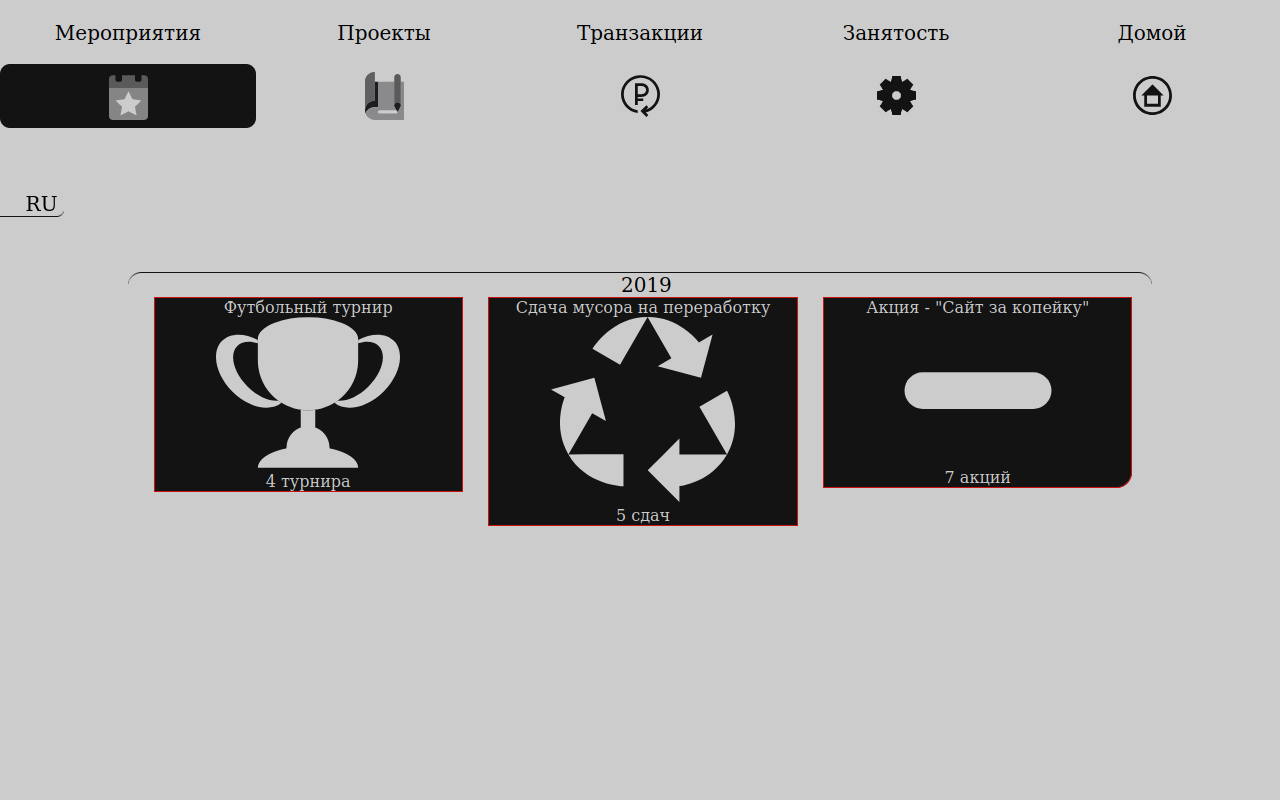 Мероприятия
Проекты
Транзакции
Занятость
Домой
RU
2019
Футбольный турнир
Сдача мусора на переработку
Акция - "Сайт за копейку"
4 турнира
5 сдач
7 акций